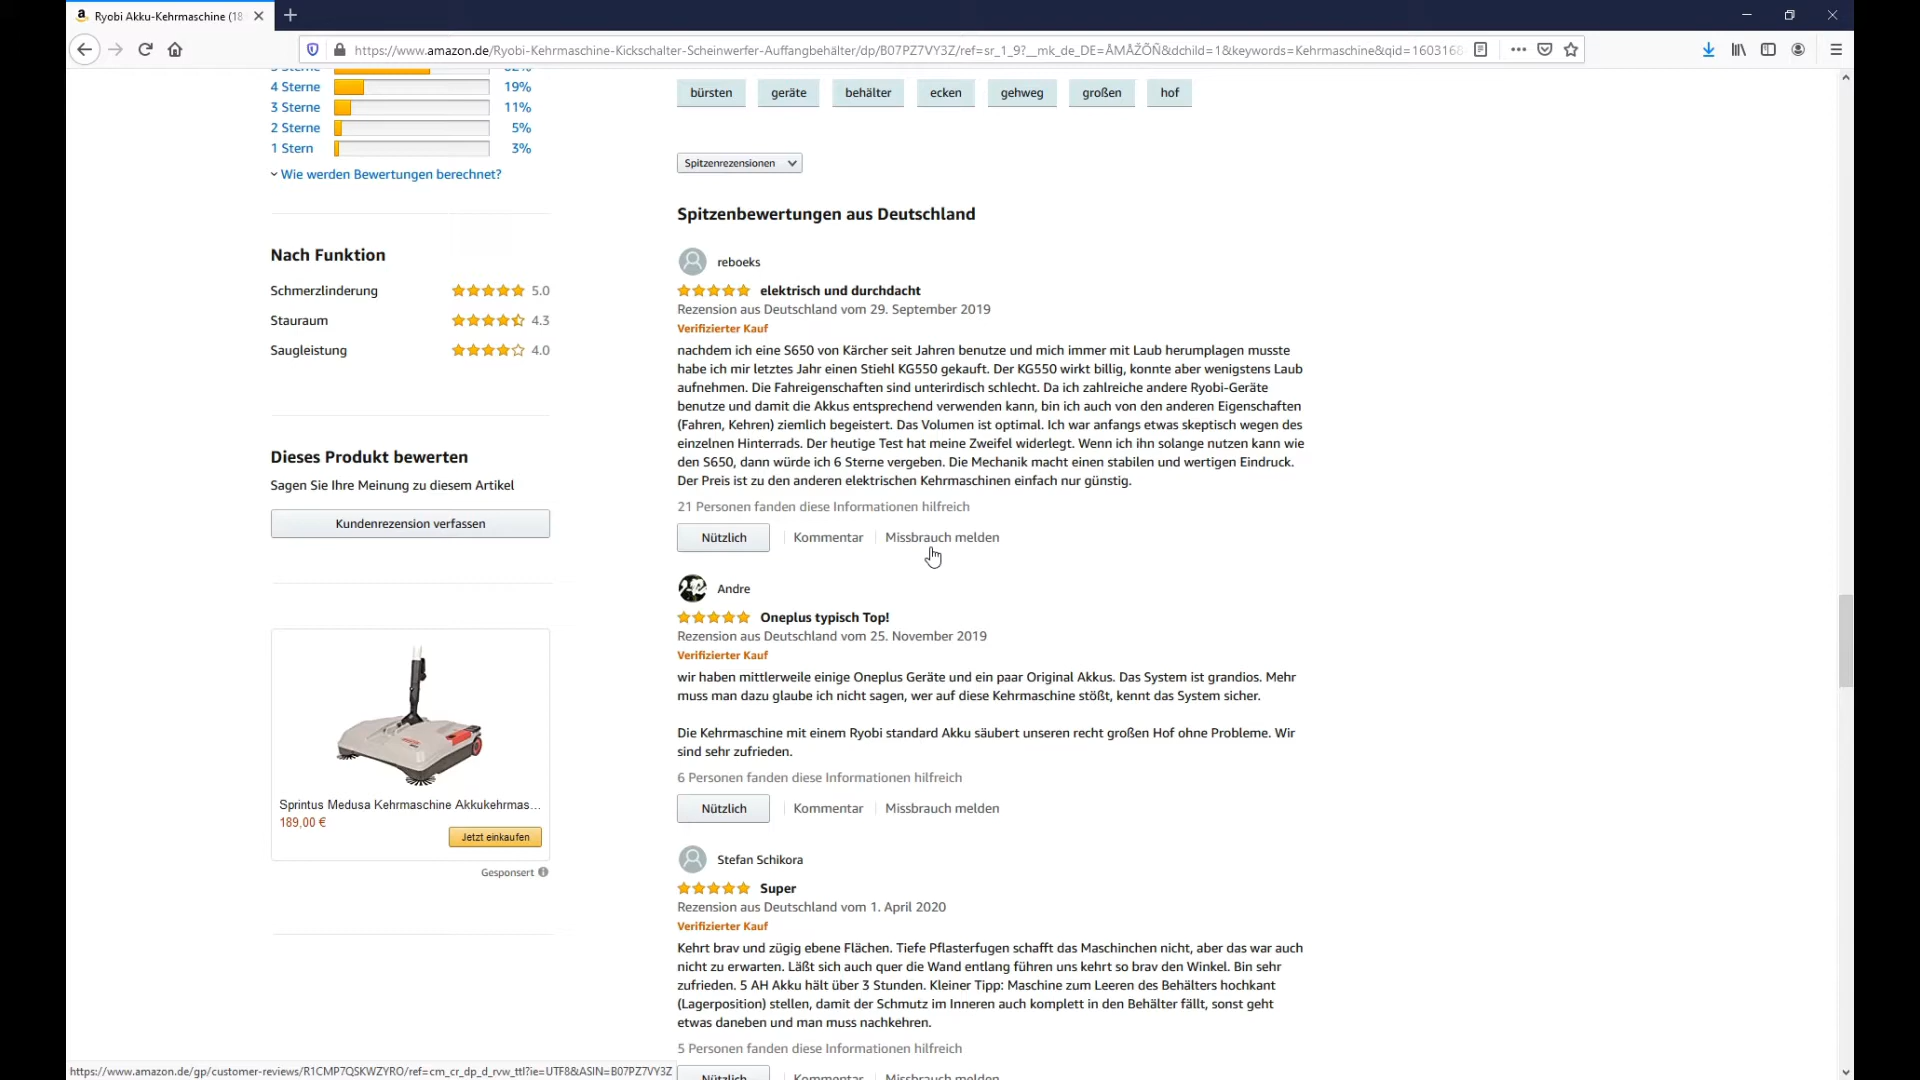 Ryobi Akku-Kehrmaschine (18
https://www.amazon.de/Ryobi-Kehrmaschine-Kickschalter-Scheinwerfer-Auffangbehälter/dp/B07PZ7VY3Z/ref=sr_1_9?__mk_de_DE=ÅMÅŽÕÑ&dchild=1&keywords=Kehrmaschine&qid=1603168
4 Sterne 19%
3 Sterne 11%
2 Sterne 5%
1 Stern 3%
Wie werden Bewertungen berechnet?
Nach Funktion
Schmerzlinderung 5.0
Stauraum 4.3
Saugleistung 4.0
Dieses Produkt bewerten
Sagen Sie Ihre Meinung zu diesem Artikel
Kundenrezension verfassen
Sprintus Medusa Kehrmaschine Akkukehrmas...
189,00 €
Jetzt einkaufen
Gesponsert
bürsten geräte behälter ecken gehweg großen hof
Spitzenrezensionen
Spitzenbewertungen aus Deutschland
reboeks
elektrisch und durchdacht
Rezension aus Deutschland vom 29. September 2019
Verifizierter Kauf
nachdem ich eine S650 von Kärcher seit Jahren benutze und mich immer mit Laub herumplagen musste
habe ich mir letztes Jahr einen Stiehl KG550 gekauft. Der KG550 wirkt billig, konnte aber wenigstens Laub
aufnehmen. Die Fahreigenschaften sind unterirdisch schlecht. Da ich zahlreiche andere Ryobi-Geräte
benutze und damit die Akkus entsprechend verwenden kann, bin ich auch von den anderen Eigenschaften
(Fahren, Kehren) ziemlich begeistert. Das Volumen ist optimal. Ich war anfangs etwas skeptisch wegen des
einzelnen Hinterrads. Der heutige Test hat meine Zweifel widerlegt. Wenn ich ihn solange nutzen kann wie
den S650, dann würde ich 6 Sterne vergeben. Die Mechanik macht einen stabilen und wertigen Eindruck.
Der Preis ist zu den anderen elektrischen Kehrmaschinen einfach nur günstig.
21 Personen fanden diese Informationen hilfreich
Nützlich Kommentar Missbrauch melden
Andre
Oneplus typisch Top!
Rezension aus Deutschland vom 25. November 2019
Verifizierter Kauf
wir haben mittlerweile einige Oneplus Geräte und ein paar Original Akkus. Das System ist grandios. Mehr
muss man dazu glaube ich nicht sagen, wer auf diese Kehrmaschine stößt, kennt das System sicher.
Die Kehrmaschine mit einem Ryobi standard Akku säubert unseren recht großen Hof ohne Probleme. Wir
sind sehr zufrieden.
6 Personen fanden diese Informationen hilfreich
Nützlich Kommentar Missbrauch melden
Stefan Schikora
Super
Rezension aus Deutschland vom 1. April 2020
Verifizierter Kauf
Kehrt brav und zügig ebene Flächen. Tiefe Pflasterfugen schafft das Maschinchen nicht, aber das war auch
nicht zu erwarten. Läßt sich auch quer die Wand entlang führen uns kehrt so brav den Winkel. Bin sehr
zufrieden. 5 AH Akku hält über 3 Stunden. Kleiner Tipp: Maschine zum Leeren des Behälters hochkant
(Lagerposition) stellen, damit der Schmutz im Inneren auch komplett in den Behälter fällt, sonst geht
etwas daneben und man muss nachkehren.
5 Personen fanden diese Informationen hilfreich
Nützlich Kommentar Missbrauch melden
https://www.amazon.de/gp/customer-reviews/R1CMP7QSKWZYRO/ref=cm_cr_dp_d_rvw_ttl?ie=UTF8&ASIN=B07PZ7VY3Z